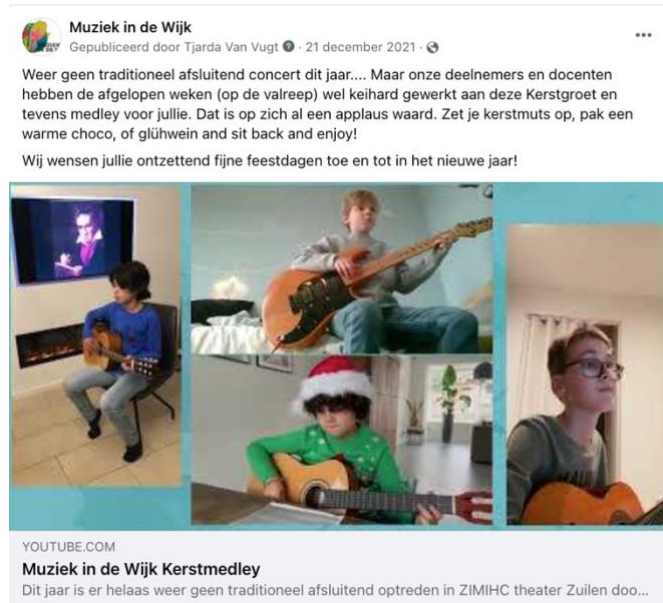 Muziek in de Wijk
Gepubliceerd door Tjarda Van Vugt · 21 december 2021 ·
Weer geen traditioneel afsluitend concert dit jaar.... Maar onze deelnemers en docenten
hebben de afgelopen weken (op de valreep) wel keihard gewerkt aan deze Kerstgroet en
tevens medley voor jullie. Dat is op zich al een applaus waard. Zet je kerstmuts op, pak een
warme choco, of glühwein and sit back and enjoy!
Wij wensen jullie ontzettend fijne feestdagen toe en tot in het nieuwe jaar!
YOUTUBE.COM
Muziek in de Wijk Kerstmedley
Dit jaar is er helaas weer geen traditioneel afsluitend optreden in ZIMIHC theater Zuilen doo...